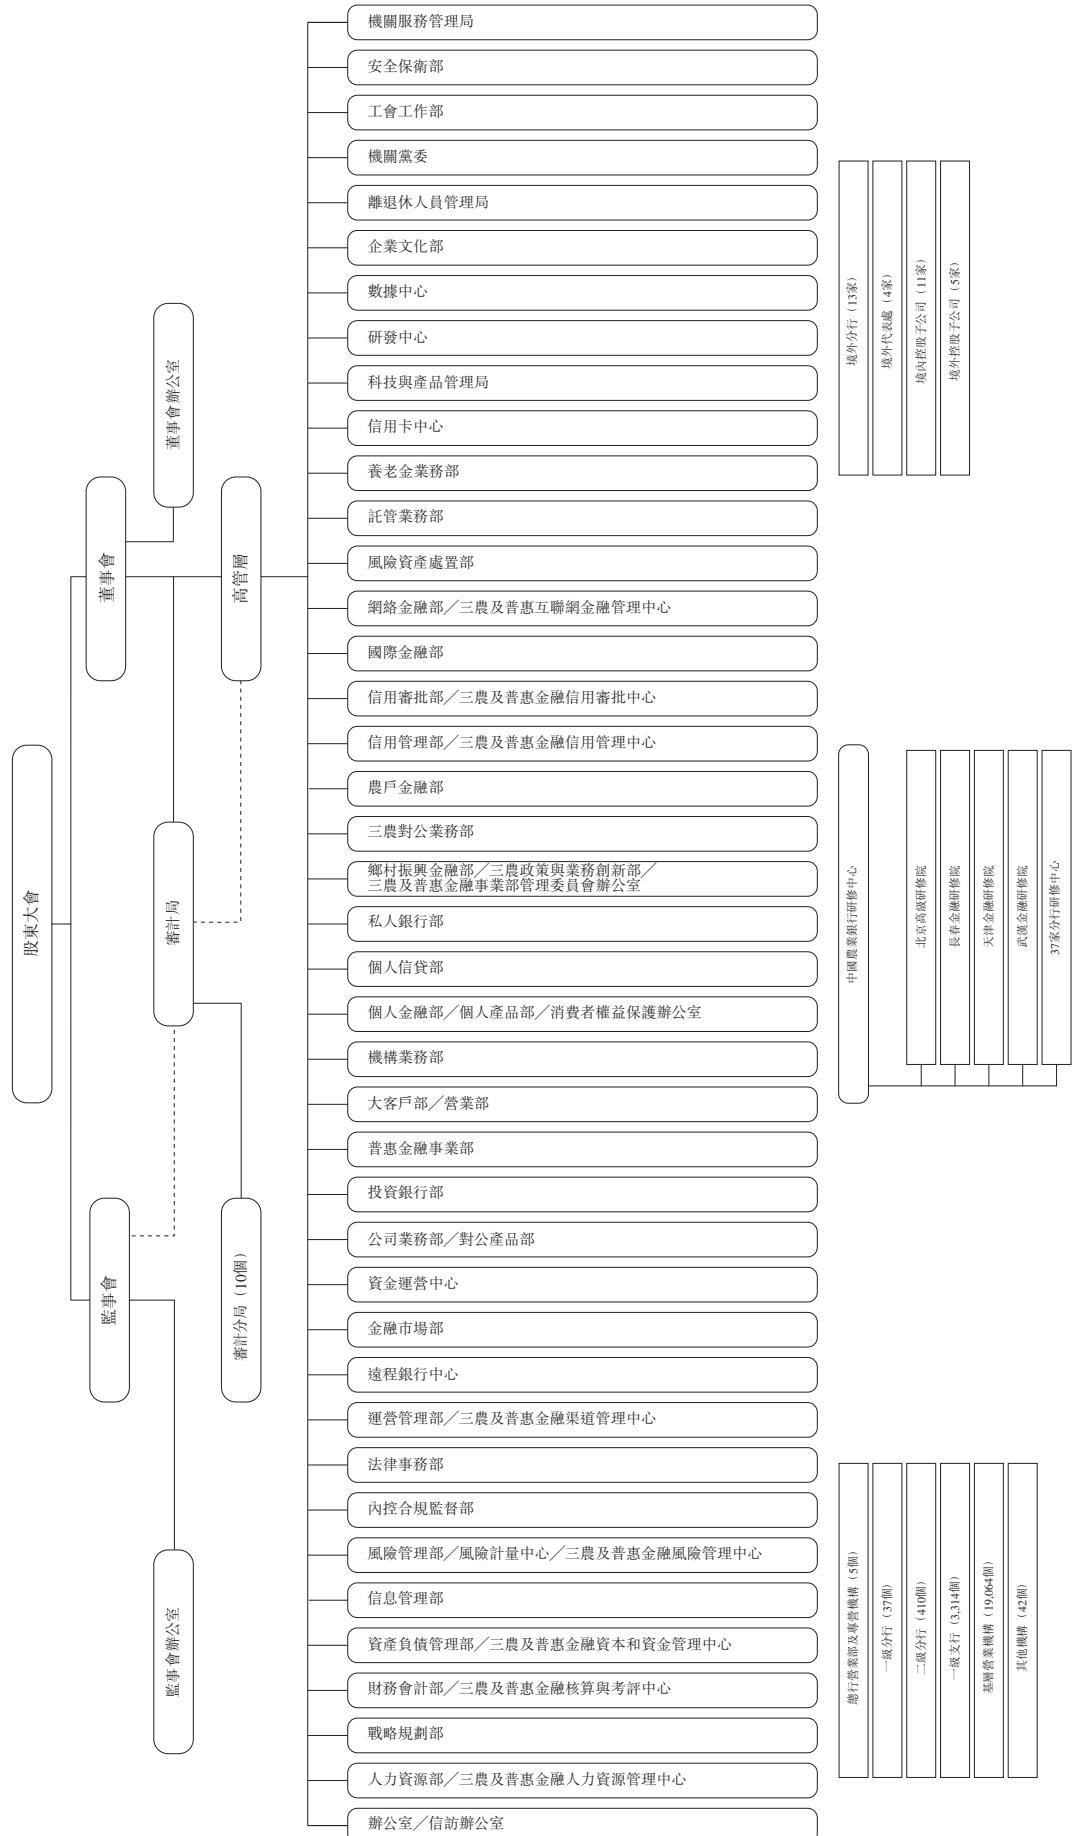 股東大會
董事會
監事會
董事會辦公室
審計局
監事會辦公室
高管層
審計分局（10個）
機關服務管理局
安全保衛部
工會工作部
機關黨委
離退休人員管理局
企業文化部
數據中心
研發中心
科技與產品管理局
信用卡中心
養老金業務部
託管業務部
風險資產處置部
網絡金融部／三農及普惠互聯網金融管理中心
國際金融部
信用審批部／三農及普惠金融信用審批中心
信用管理部／三農及普惠金融信用管理中心
農戶金融部
三農對公業務部
鄉村振興金融部／三農政策與業務創新部／
三農及普惠金融事業部管理委員會辦公室
私人銀行部
個人信貸部
個人金融部／個人產品部／消費者權益保護辦公室
機構業務部
大客戶部／營業部
普惠金融事業部
投資銀行部
公司業務部／對公產品部
資金運營中心
金融市場部
遠程銀行中心
運營管理部／三農及普惠金融渠道管理中心
法律事務部
內控合規監督部
風險管理部／風險計量中心／三農及普惠金融風險管理中心
信息管理部
資產負債管理部／三農及普惠金融資本和資金管理中心
財務會計部／三農及普惠金融核算與考評中心
戰略規劃部
人力資源部／三農及普惠金融人力資源管理中心
辦公室／信訪辦公室
境外分行（13家）
境外代表處（4家）
境內控股子公司（11家）
境外控股子公司（5家）
中國農業銀行研修中心
北京高級研修院
長春金融研修院
天津金融研修院
武漢金融研修院
37家分行研修中心
總行營業部及專營機構（5個）
一級分行（37個）
二級分行（410個）
一級支行（3,314個）
基層營業機構（19,064個）
其他機構（42個）